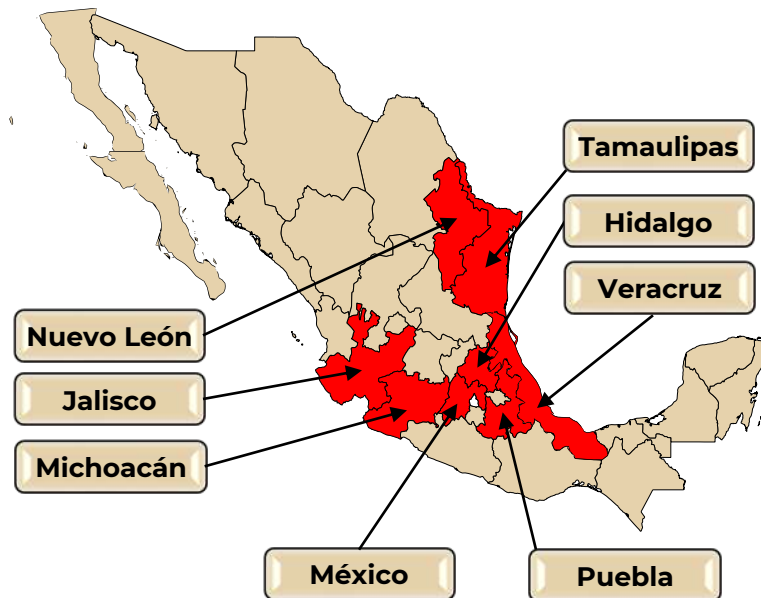 Tamaulipas
Hidalgo
Veracruz
Nuevo León
Jalisco
Michoacán
México
Puebla